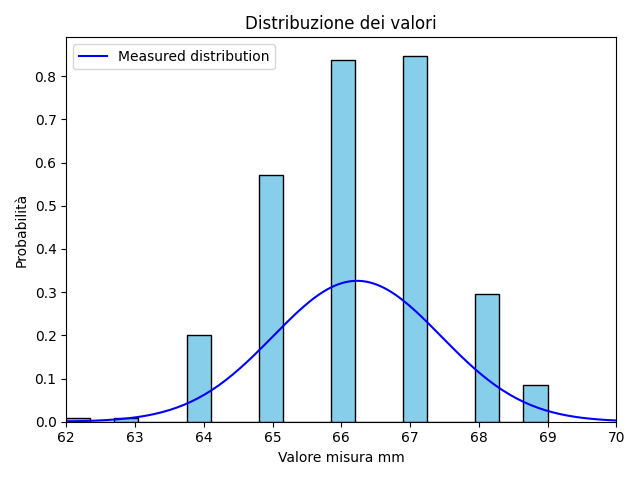 Distribuzione dei valori
Measured distribution
Probabilità
0.8
0.7
0.6
0.5
0.4
0.3
0.2
0.1
0.0
62 63 64 65 66 67 68 69 70
Valore misura mm